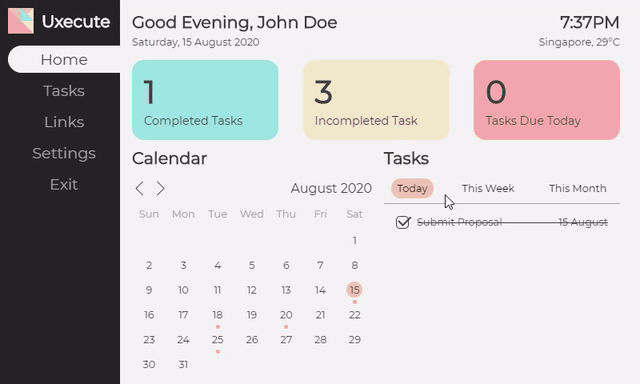 Uxecute
Home
Tasks
Links
Settings
Exit
Good Evening, John Doe
7:37PM
Saturday, 15 August 2020
Singapore, 29°C
1
Completed Tasks
3
Incompleted Task
0
Tasks Due Today
Calendar
August 2020
Sun Mon Tue Wed Thu Fri Sat
1
2 3 4 5 6 7 8
9 10 11 12 13 14 15
16 17 18 19 20 21 22
23 24 25 26 27 28 29
30 31
Tasks
Today This Week This Month
Submit Proposal 15 August